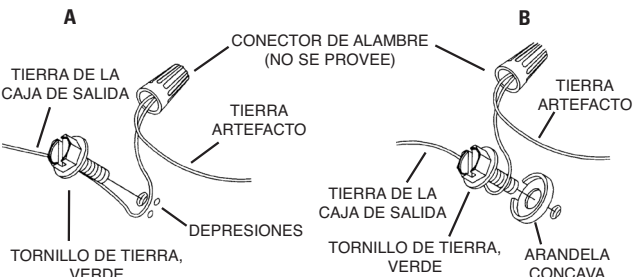 A
B
CONECTOR DE ALAMBRE
(NO SE PROVEE)
TIERRA DE LA
CAJA DE SALIDA
TIERRA
ARTEFACTO
TIERRA
ARTEFACTO
DEPRESIONES
TORNILLO DE TIERRA,
VERDE
TIERRA DE LA
CAJA DE SALIDA
TORNILLO DE TIERRA,
VERDE
ARANDELA
CONCAVA